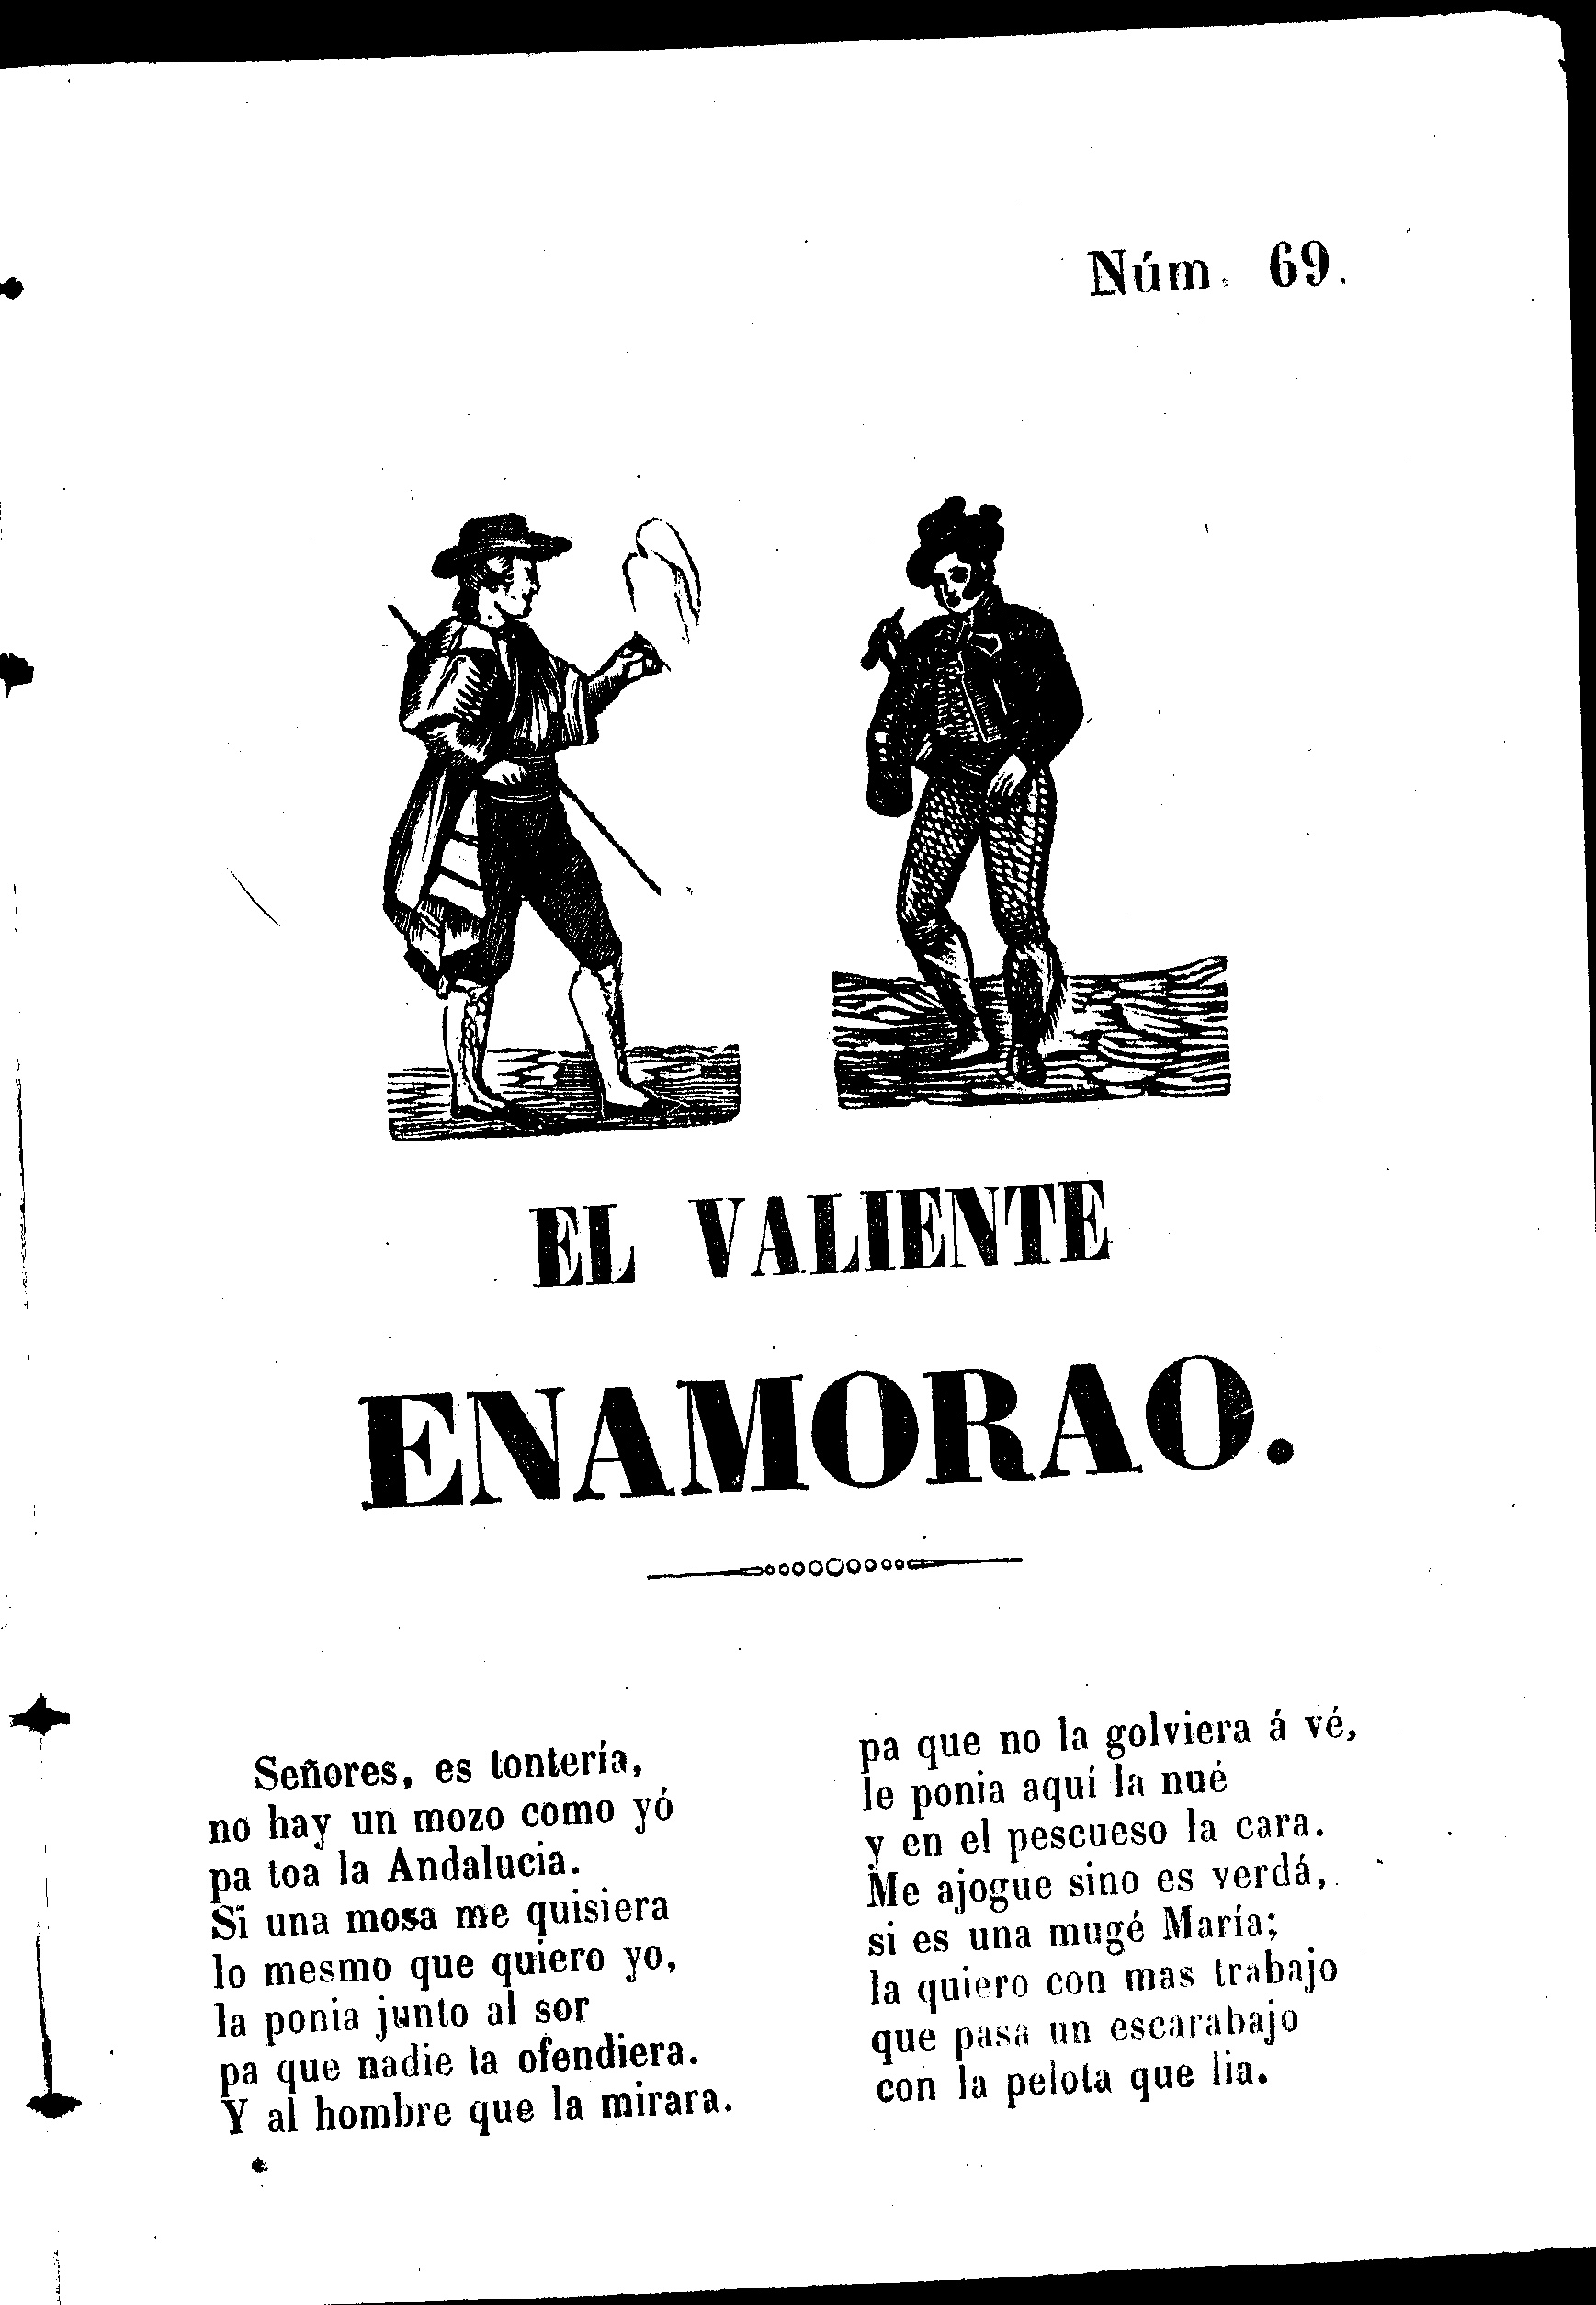 Núm. 69.
EL VALIENTE
ENAMORAO.
Señores, es tontería,
no hay un mozo como yó
pa toa la Andalucia.
Si una mosa me quisiera
lo mesmo que quiero yo,
la ponia junto al sor
pa que nadie la ofendiera.
Y al hombre que la mirara.
pa que no la golviera á vé,
le ponia aquí la nué
y en el pescueso la cara.
Me ajogue sino es verdá,
si es una mugé María;
la quiero con mas trabajo
que pasa un escarabajo
con la pelota que lia.